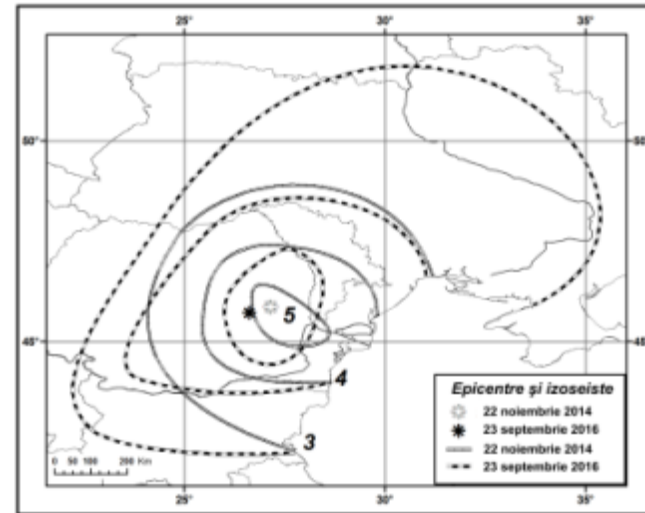 25° 30° 35°
50° 50°
5
45° 45°
4
3
Epicentre și izoseiste
22 noiembrie 2014
23 septembrie 2016
22 noiembrie 2014
23 septembrie 2016
0 50 100 200 Km
25° 30° 35°